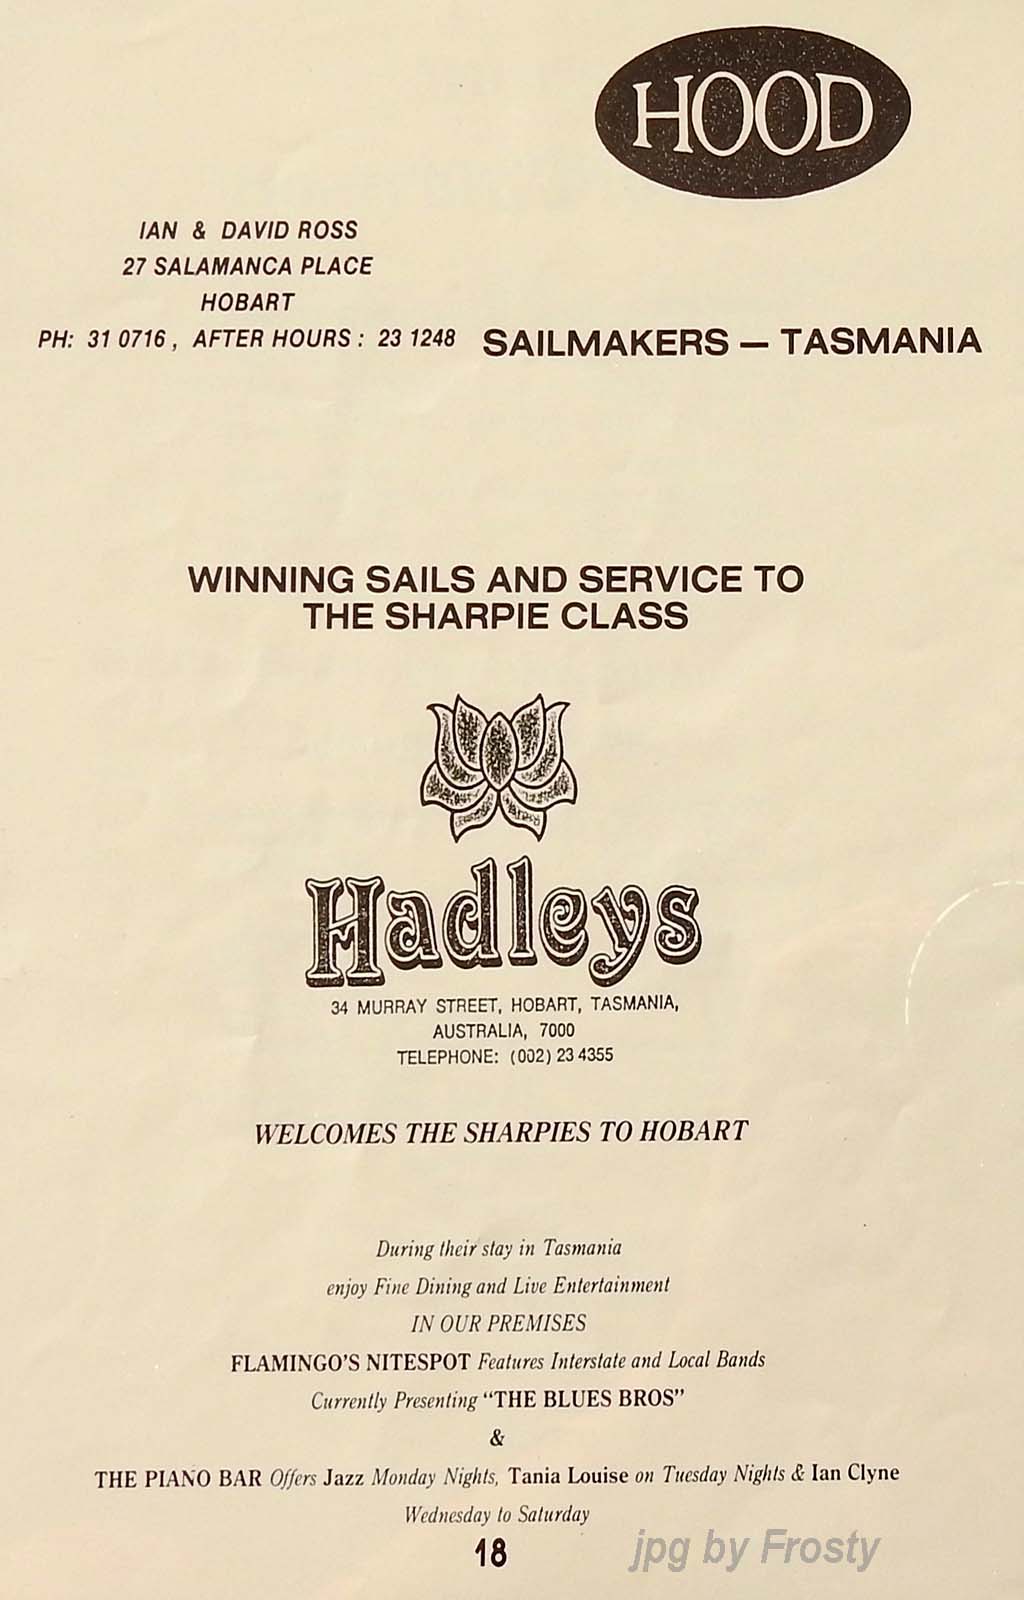 HOOD
IAN & DAVID ROSS
27 SALAMANCA PLACE
HOBART
PH: 31 0716, AFTER HOURS: 23 1248
SAILMAKERS — TASMANIA
WINNING SAILS AND SERVICE TO
THE SHARPIE CLASS
Hadleys
34 MURRAY STREET, HOBART, TASMANIA,
AUSTRALIA, 7000
TELEPHONE: (002) 23 4355
WELCOMES THE SHARPIES TO HOBART
During their stay in Tasmania
enjoy Fine Dining and Live Entertainment
IN OUR PREMISES
FLAMINGO'S NITESPOT Features Interstate and Local Bands
Currently Presenting "THE BLUES BROS"
&
THE PIANO BAR Offers Jazz Monday Nights, Tania Louise on Tuesday Nights & Ian Clyne
Wednesday to Saturday
18
jpg by Frosty